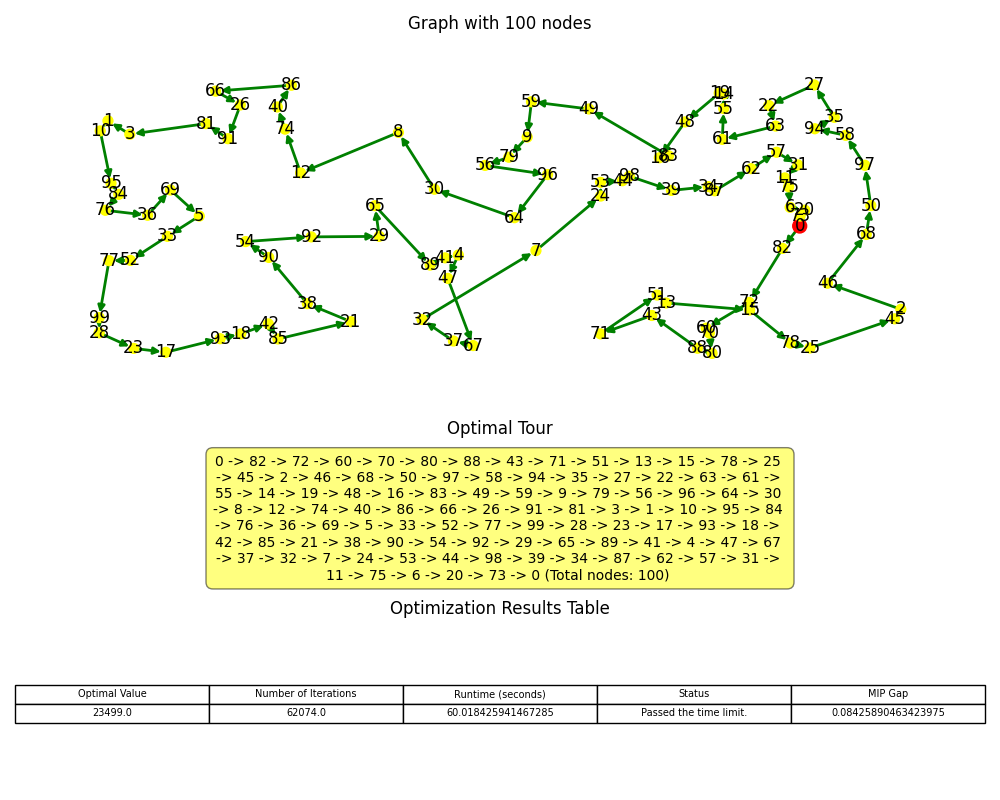 Graph with 100 nodes
27
66 86
19 14
59 22
26 40 49 55
1 48 35
10 3 81 74 8 63 94 58
91 9 61
79 16 83 57
56 62 31 97
12 96 98
95 53 44 39 34 87 11 75
84 69 30 24
76 36 5 65 64 6 20 50
73
0
33 54 92 29 82 68
77 52 90 89 41 4 7
47 46
38 51 13 72
99 32 43 15 2
28 18 42 21 60 45
93 85 71 70
23 17 37 67 88 80 78 25
Optimal Tour
0 -> 82 -> 72 -> 60 -> 70 -> 80 -> 88 -> 43 -> 71 -> 51 -> 13 -> 15 -> 78 -> 25
-> 45 -> 2 -> 46 -> 68 -> 50 -> 97 -> 58 -> 94 -> 35 -> 27 -> 22 -> 63 -> 61 ->
55 -> 14 -> 19 -> 48 -> 16 -> 83 -> 49 -> 59 -> 9 -> 79 -> 56 -> 96 -> 64 -> 30
-> 8 -> 12 -> 74 -> 40 -> 86 -> 66 -> 26 -> 91 -> 81 -> 3 -> 1 -> 10 -> 95 -> 84
-> 76 -> 36 -> 69 -> 5 -> 33 -> 52 -> 77 -> 99 -> 28 -> 23 -> 17 -> 93 -> 18 ->
42 -> 85 -> 21 -> 38 -> 90 -> 54 -> 92 -> 29 -> 65 -> 89 -> 41 -> 4 -> 47 -> 67
-> 37 -> 32 -> 7 -> 24 -> 53 -> 44 -> 98 -> 39 -> 34 -> 87 -> 62 -> 57 -> 31 ->
11 -> 75 -> 6 -> 20 -> 73 -> 0 (Total nodes: 100)
Optimization Results Table
Optimal Value Number of Iterations Runtime (seconds) Status MIP Gap
23499.0 62074.0 60.018425941467285 Passed the time limit. 0.08425890463423975